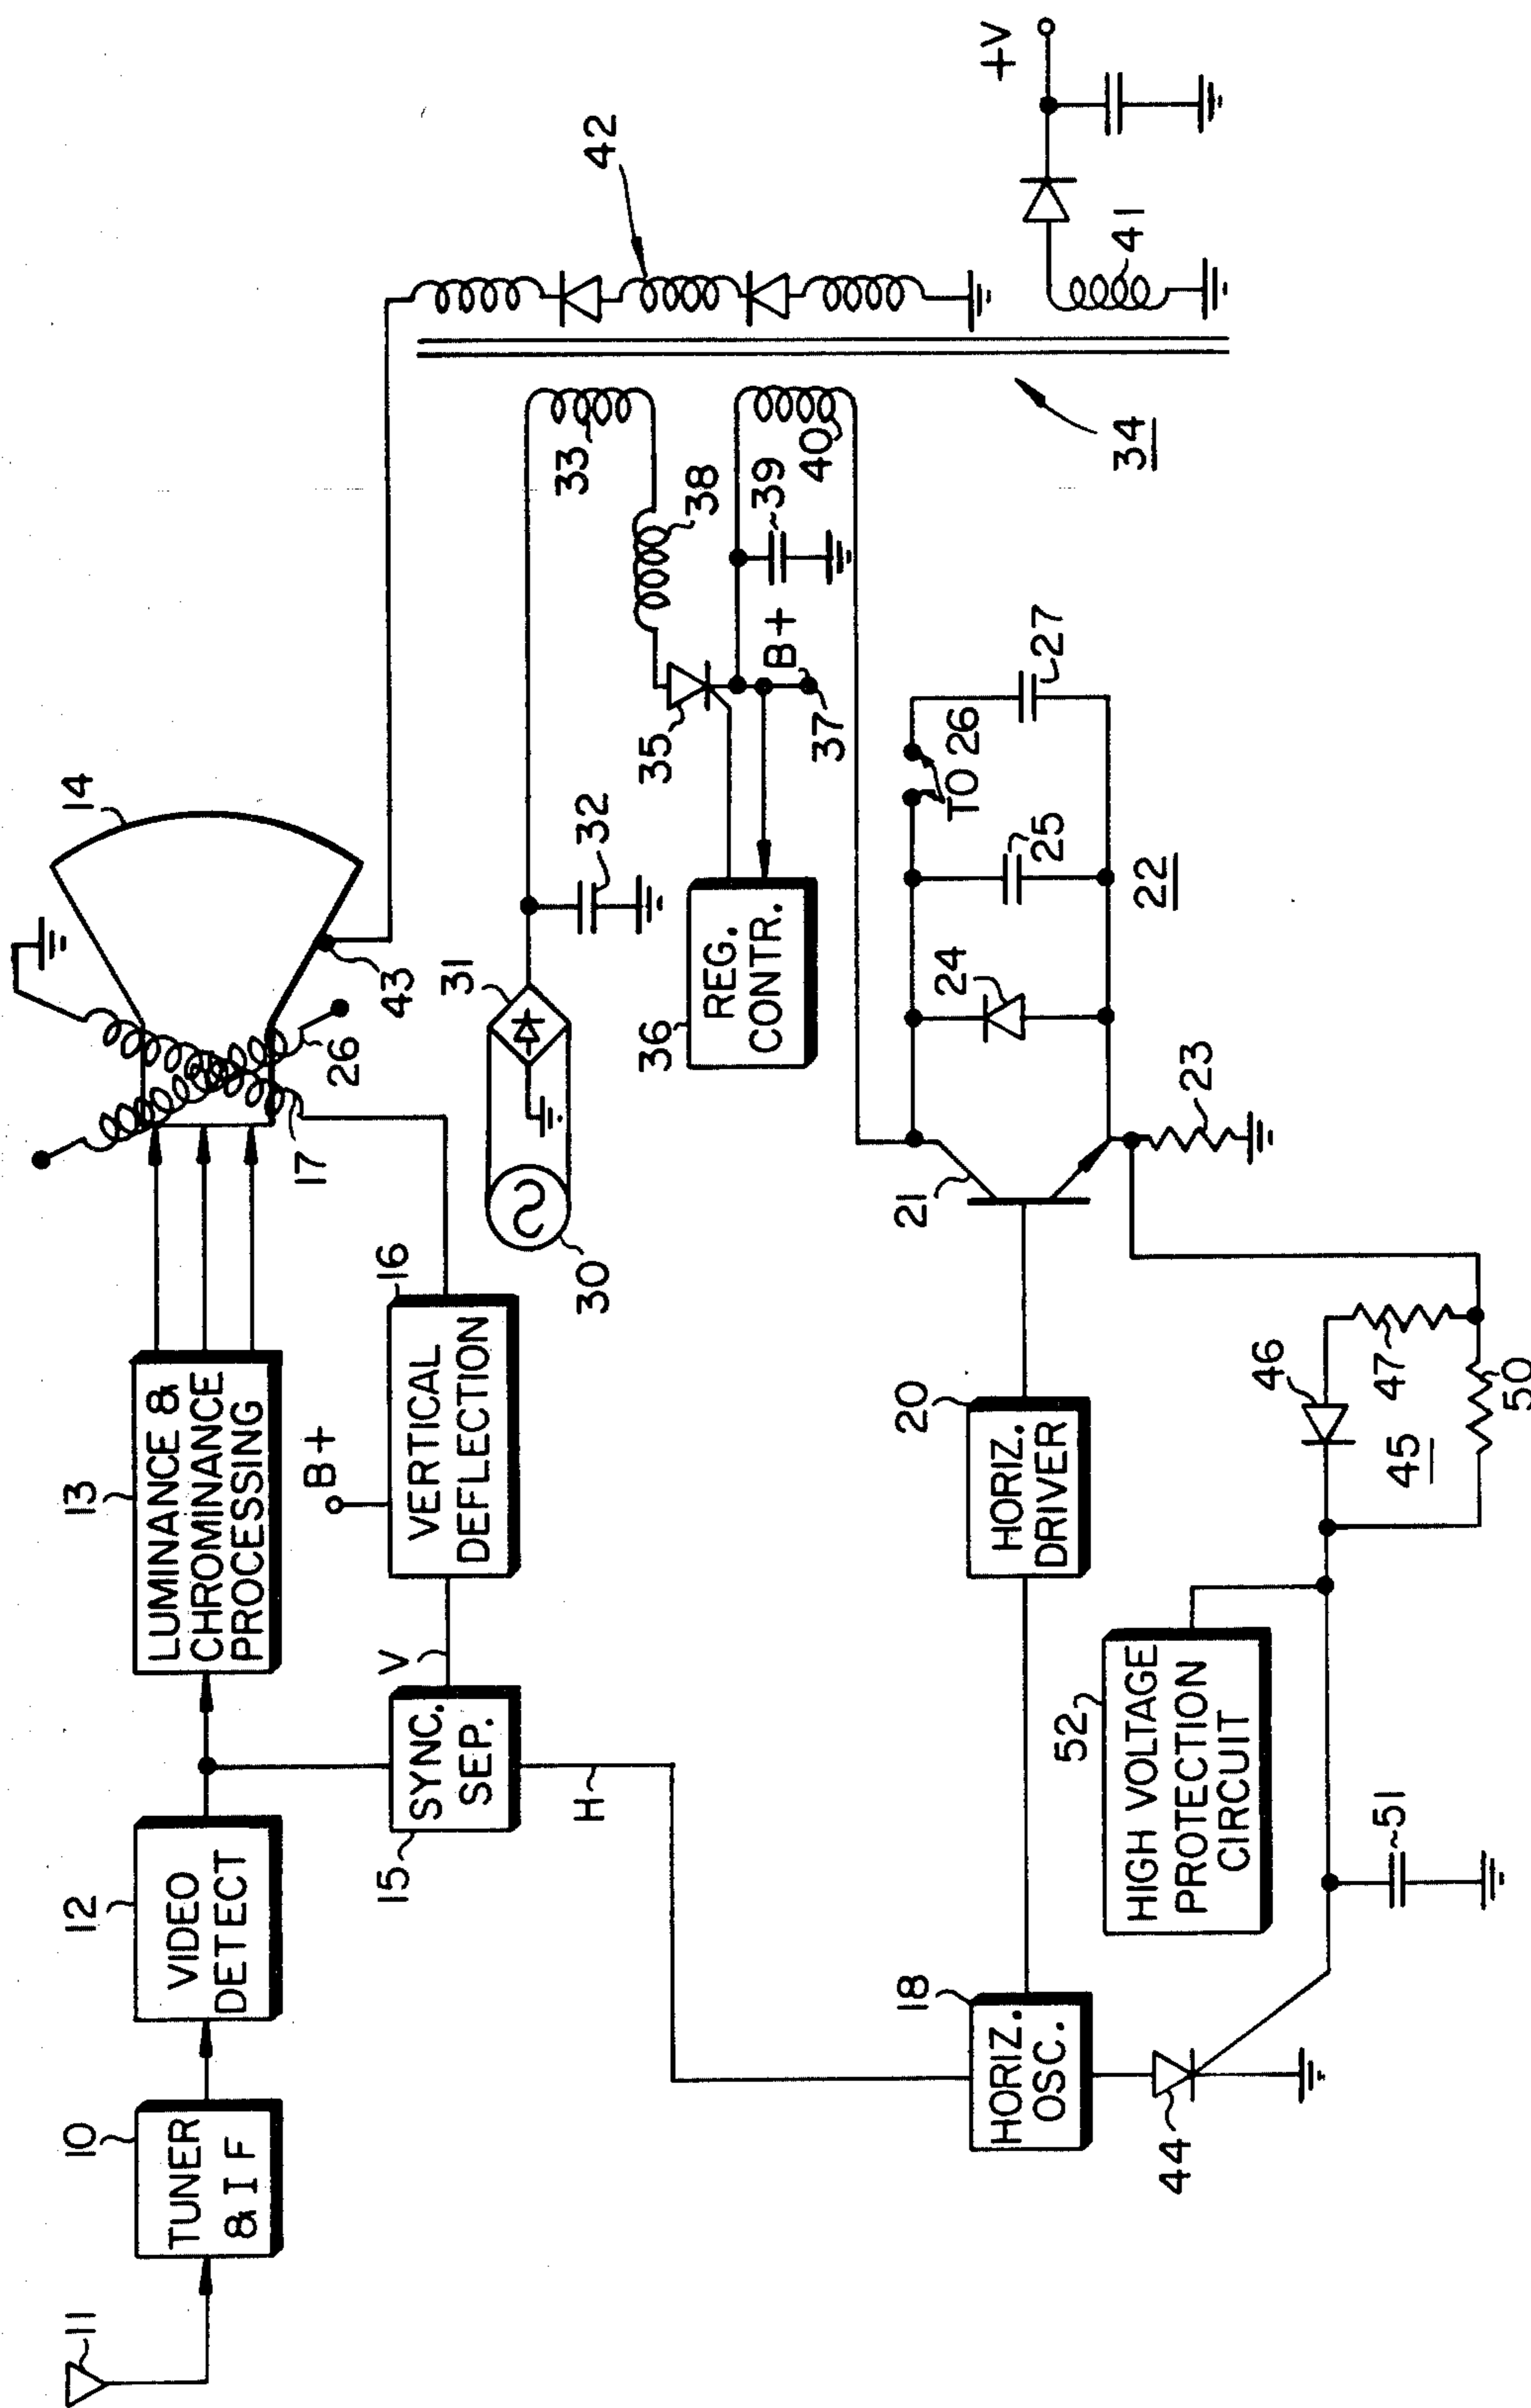 11
10
TUNER
& I F
12
VIDEO
DETECT
13
LUMINANCE &
CHROMINANCE
PROCESSING
14
43
26
17
15
SYNC.
SEP.
V
H
B+
16
VERTICAL
DEFLECTION
30
31
32
33
38
35
36
REG.
CONTR.
37
B+
39
40
34
42
41
+V
18
HORIZ.
OSC.
20
HORIZ.
DRIVER
21
24
25
TO 26
27
22
23
44
52
HIGH VOLTAGE
PROTECTION
CIRCUIT
51
46
45
47
50